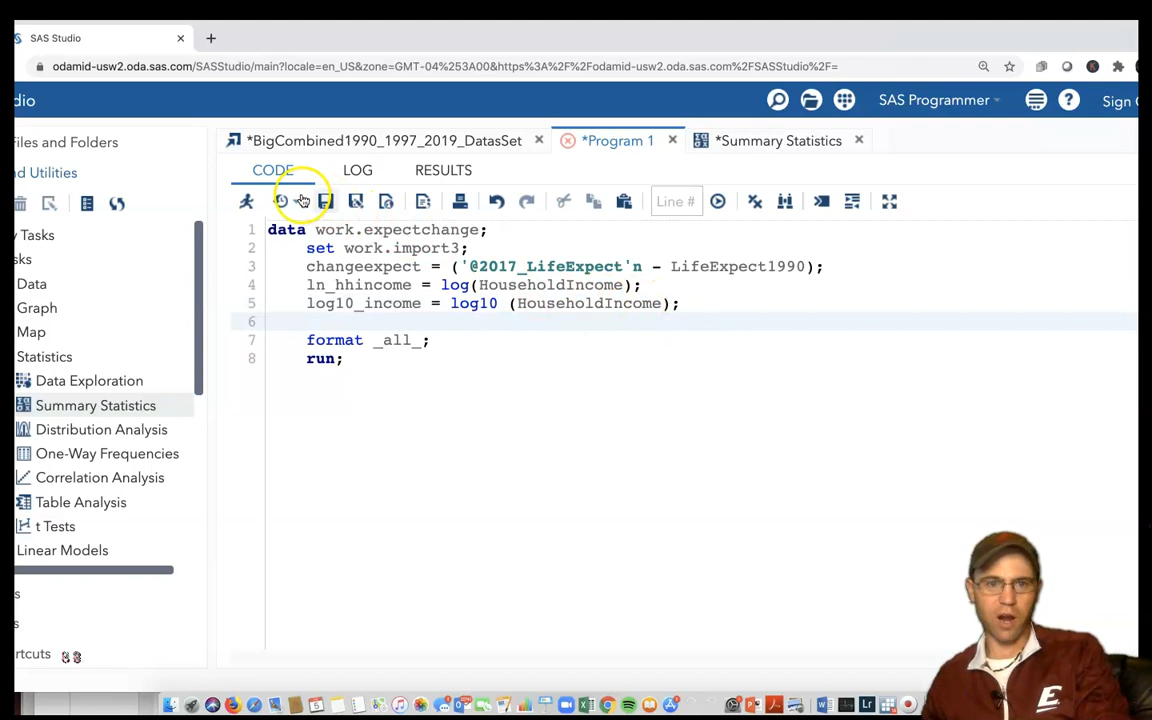 SAS Studio
odamid-usw2.oda.sas.com/SASStudio/main?locale=en_US&zone=GMT-04%253A00&https%3A%2F%2Fodamid-usw2.oda.sas.com%2FSASStudio%2F=
dio
SAS Programmer
Sign
Files and Folders
*BigCombined1990_1997_2019_DatasSet
*Program 1
*Summary Statistics
nd Utilities
CODE
LOG
RESULTS
Line #
ky Tasks
sks
Data
Graph
Map
Statistics
Data Exploration
Summary Statistics
Distribution Analysis
One-Way Frequencies
Correlation Analysis
Table Analysis
t Tests
Linear Models
s
s
rtcuts
1 data work.expectchange;
2 set work.import3;
3 changeexpect = ('@2017_LifeExpect'n - LifeExpect1990);
4 ln_hhincome = log(HouseholdIncome);
5 log10_income = log10 (HouseholdIncome);
6
7 format _all_;
8 run;
E